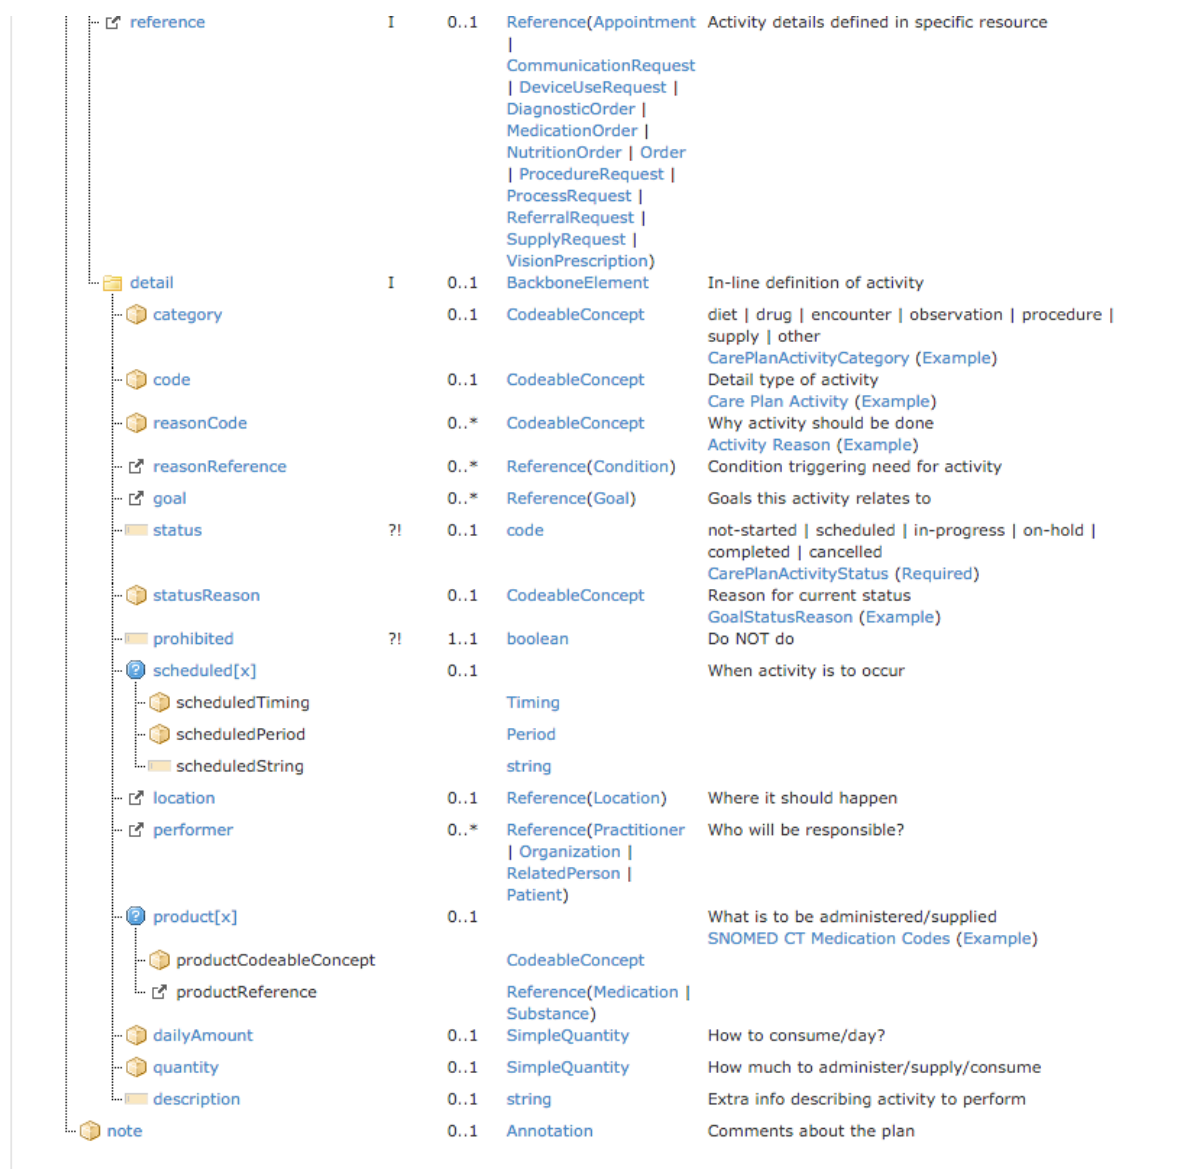 reference I 0..1 Reference(Appointment Activity details defined in specific resource
|
CommunicationRequest
| DeviceUseRequest |
DiagnosticOrder |
MedicationOrder |
NutritionOrder | Order
| ProcedureRequest |
ProcessRequest |
ReferralRequest |
SupplyRequest |
VisionPrescription)
detail I 0..1 BackboneElement In-line definition of activity
category 0..1 CodeableConcept diet | drug | encounter | observation | procedure |
supply | other
CarePlanActivityCategory (Example)
code 0..1 CodeableConcept Detail type of activity
Care Plan Activity (Example)
reasonCode 0..* CodeableConcept Why activity should be done
Activity Reason (Example)
reasonReference 0..* Reference(Condition) Condition triggering need for activity
goal 0..* Reference(Goal) Goals this activity relates to
status ?! 0..1 code not-started | scheduled | in-progress | on-hold |
completed | cancelled
CarePlanActivityStatus (Required)
statusReason 0..1 CodeableConcept Reason for current status
GoalStatusReason (Example)
prohibited ?! 1..1 boolean Do NOT do
scheduled[x] 0..1 When activity is to occur
scheduledTiming Timing
scheduledPeriod Period
scheduledString string
location 0..1 Reference(Location) Where it should happen
performer 0..* Reference(Practitioner Who will be responsible?
| Organization |
RelatedPerson |
Patient)
product[x] 0..1 What is to be administered/supplied
SNOMED CT Medication Codes (Example)
productCodeableConcept CodeableConcept
productReference Reference(Medication |
Substance)
dailyAmount 0..1 SimpleQuantity How to consume/day?
quantity 0..1 SimpleQuantity How much to administer/supply/consume
description 0..1 string Extra info describing activity to perform
note 0..1 Annotation Comments about the plan